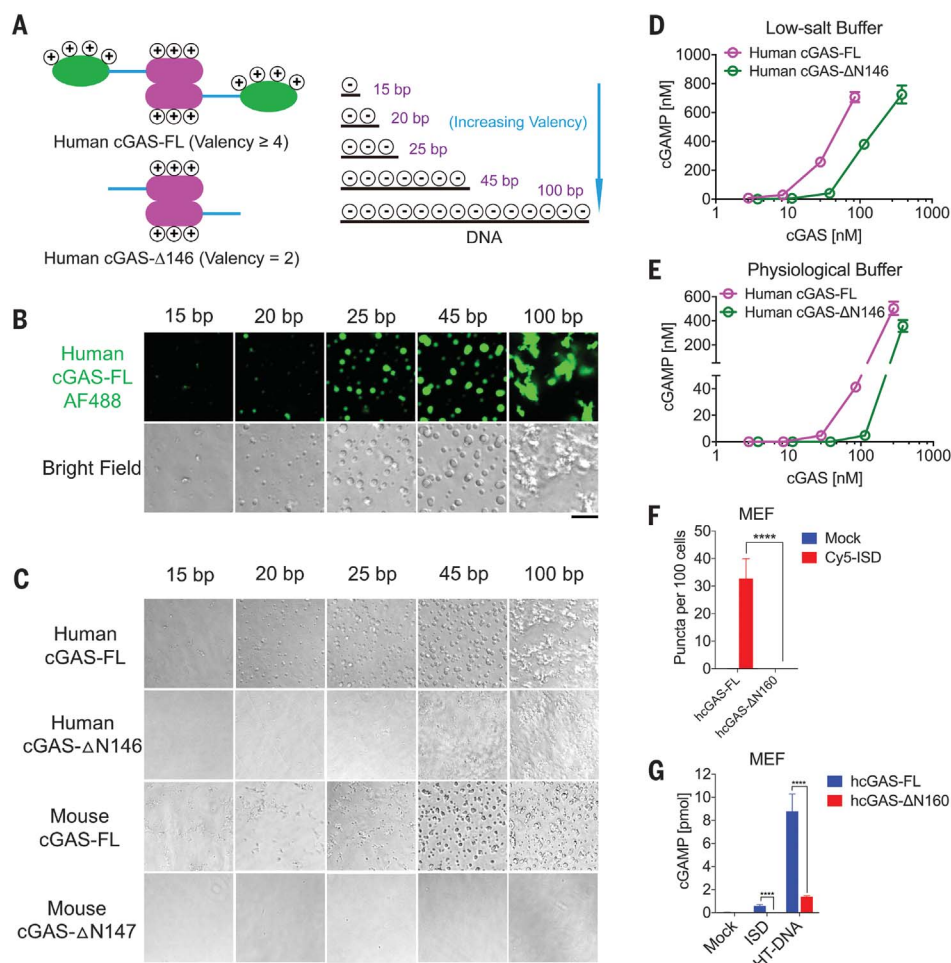 A
Human cGAS-FL (Valency ≥ 4)
Human cGAS-Δ146 (Valency = 2)
15 bp
20 bp
(Increasing Valency)
25 bp
45 bp
100 bp
DNA
B
15 bp 20 bp 25 bp 45 bp 100 bp
Human
cGAS-FL
AF488
Bright Field
C
15 bp 20 bp 25 bp 45 bp 100 bp
Human
cGAS-FL
Human
cGAS-△N146
Mouse
cGAS-FL
Mouse
cGAS-△N147
D
Low-salt Buffer
Human cGAS-FL
Human cGAS-ΔN146
cGAMP [nM]
1000
800
600
400
200
0
1 10 100 1000
cGAS [nM]
E
Physiological Buffer
Human cGAS-FL
Human cGAS-ΔN146
cGAMP [nM]
600
400
200
40
20
0
1 10 100 1000
cGAS [nM]
F
MEF
****
Mock
Cy5-ISD
Puncta per 100 cells
50
40
30
20
10
0
hcGAS-FL
hcGAS-ΔN160
G
MEF
hcGAS-FL
hcGAS-ΔN160
cGAMP [pmol]
12
10
8
6
4
2
0
****
****
Mock
ISD
HT-DNA